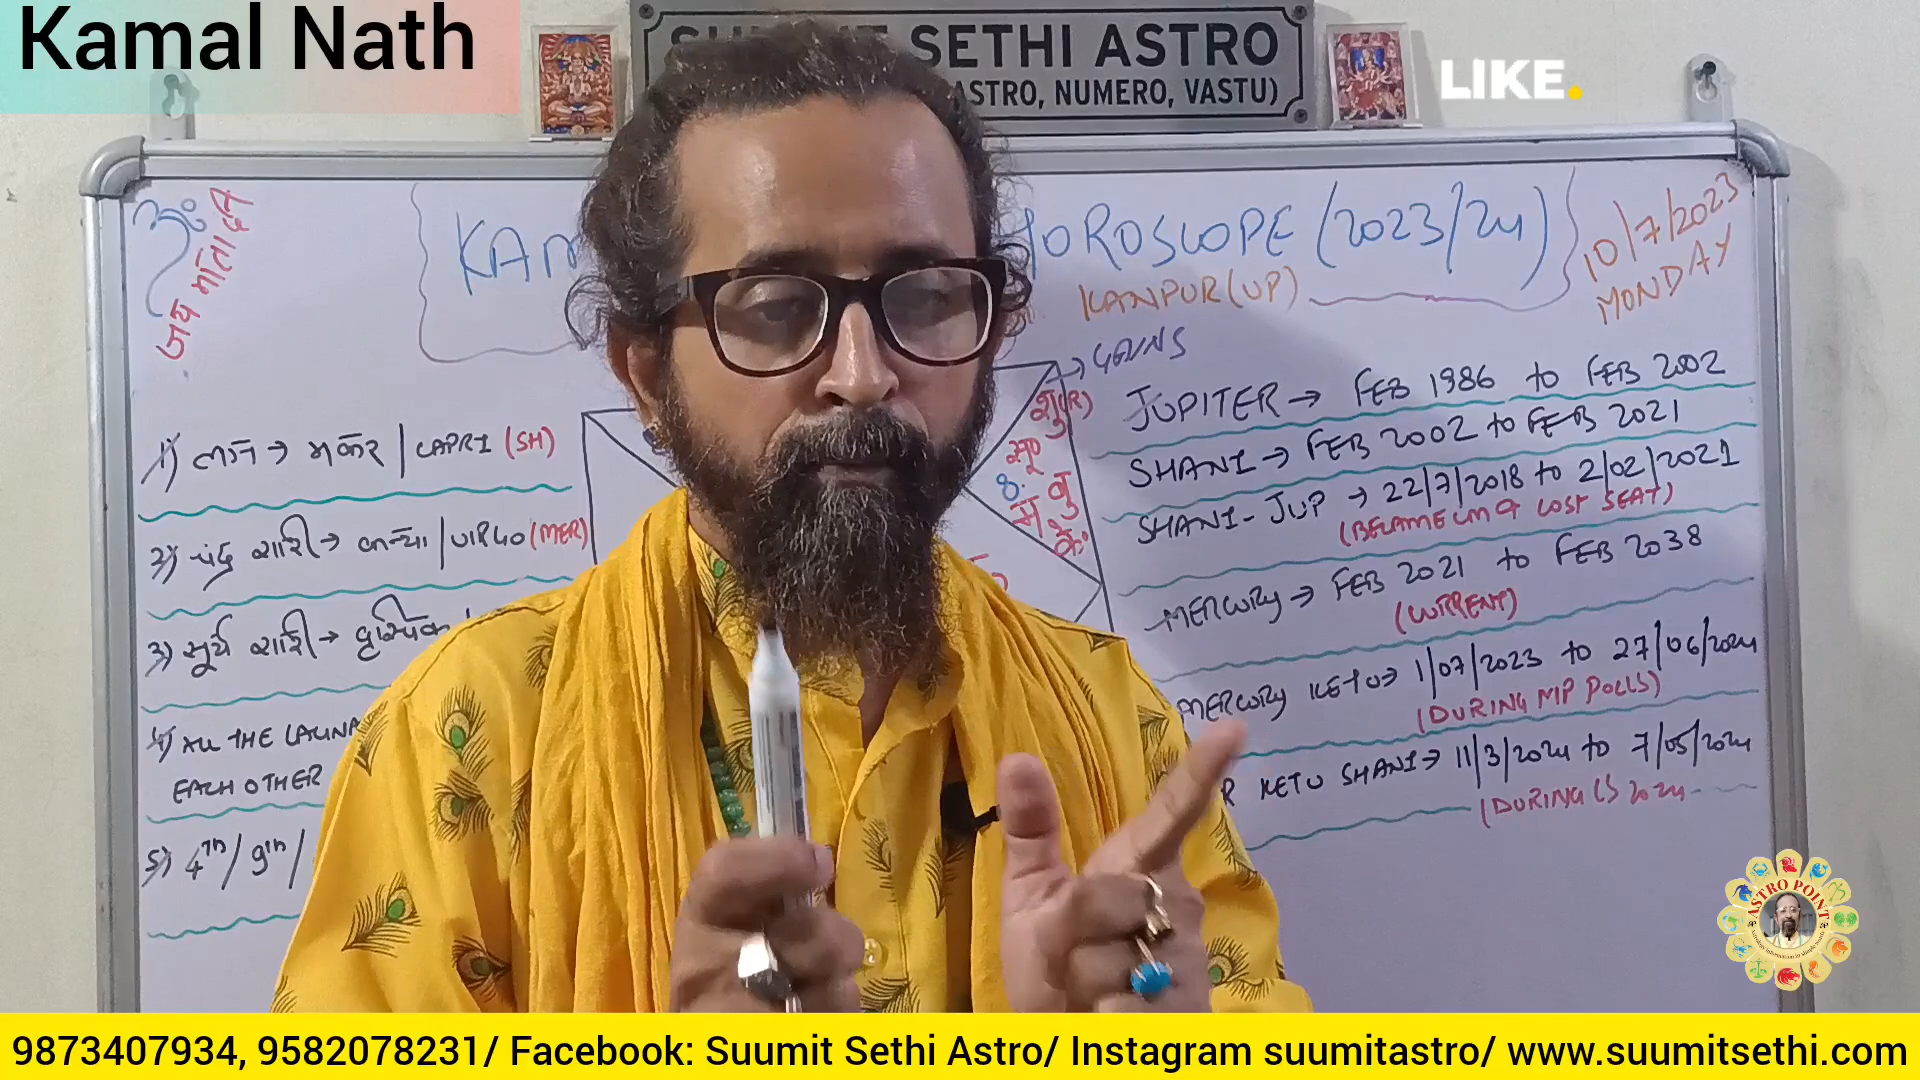 Kamal Nath
SETHI ASTRO
ASTRO, NUMERO, VASTU)
LIKE.
ॐ
जय माता दी
HOROSCOPE (2023/24)
KANPUR (UP)
10/7/2023
MONDAY
1) लग्न → मकर | CAPRI (SH)
2) चंद्र राशी → कन्या | VIRGO (MER)
3) सूर्य राशी →
4) ALL THE LAGNA
EACH OTHER
5) 4th / 9th /
शु(R)
सू०
8. बु
म के
JUPITER → FEB 1986 to FEB 2002
SHANI → FEB 2002 to FEB 2021
SHANI - JUP → 22/7/2018 to 2/02/2021
(BECAME CM & LOST SEAT)
MERCURY → FEB 2021 to FEB 2038
(CURRENT)
MERCURY KETU → 1/07/2023 to 27/06/2024
(DURING MP POLLS)
R KETU SHANI → 11/3/2024 to 7/05/2024
(DURING LS 2024
ASTRO POINT
9873407934, 9582078231/ Facebook: Suumit Sethi Astro/ Instagram suumitastro/ www.suumitsethi.com